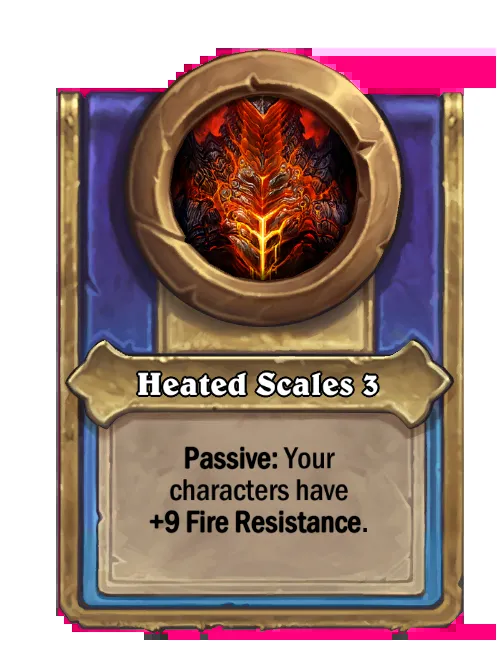 Heated Scales 3
Passive: Your
characters have
+9 Fire Resistance.